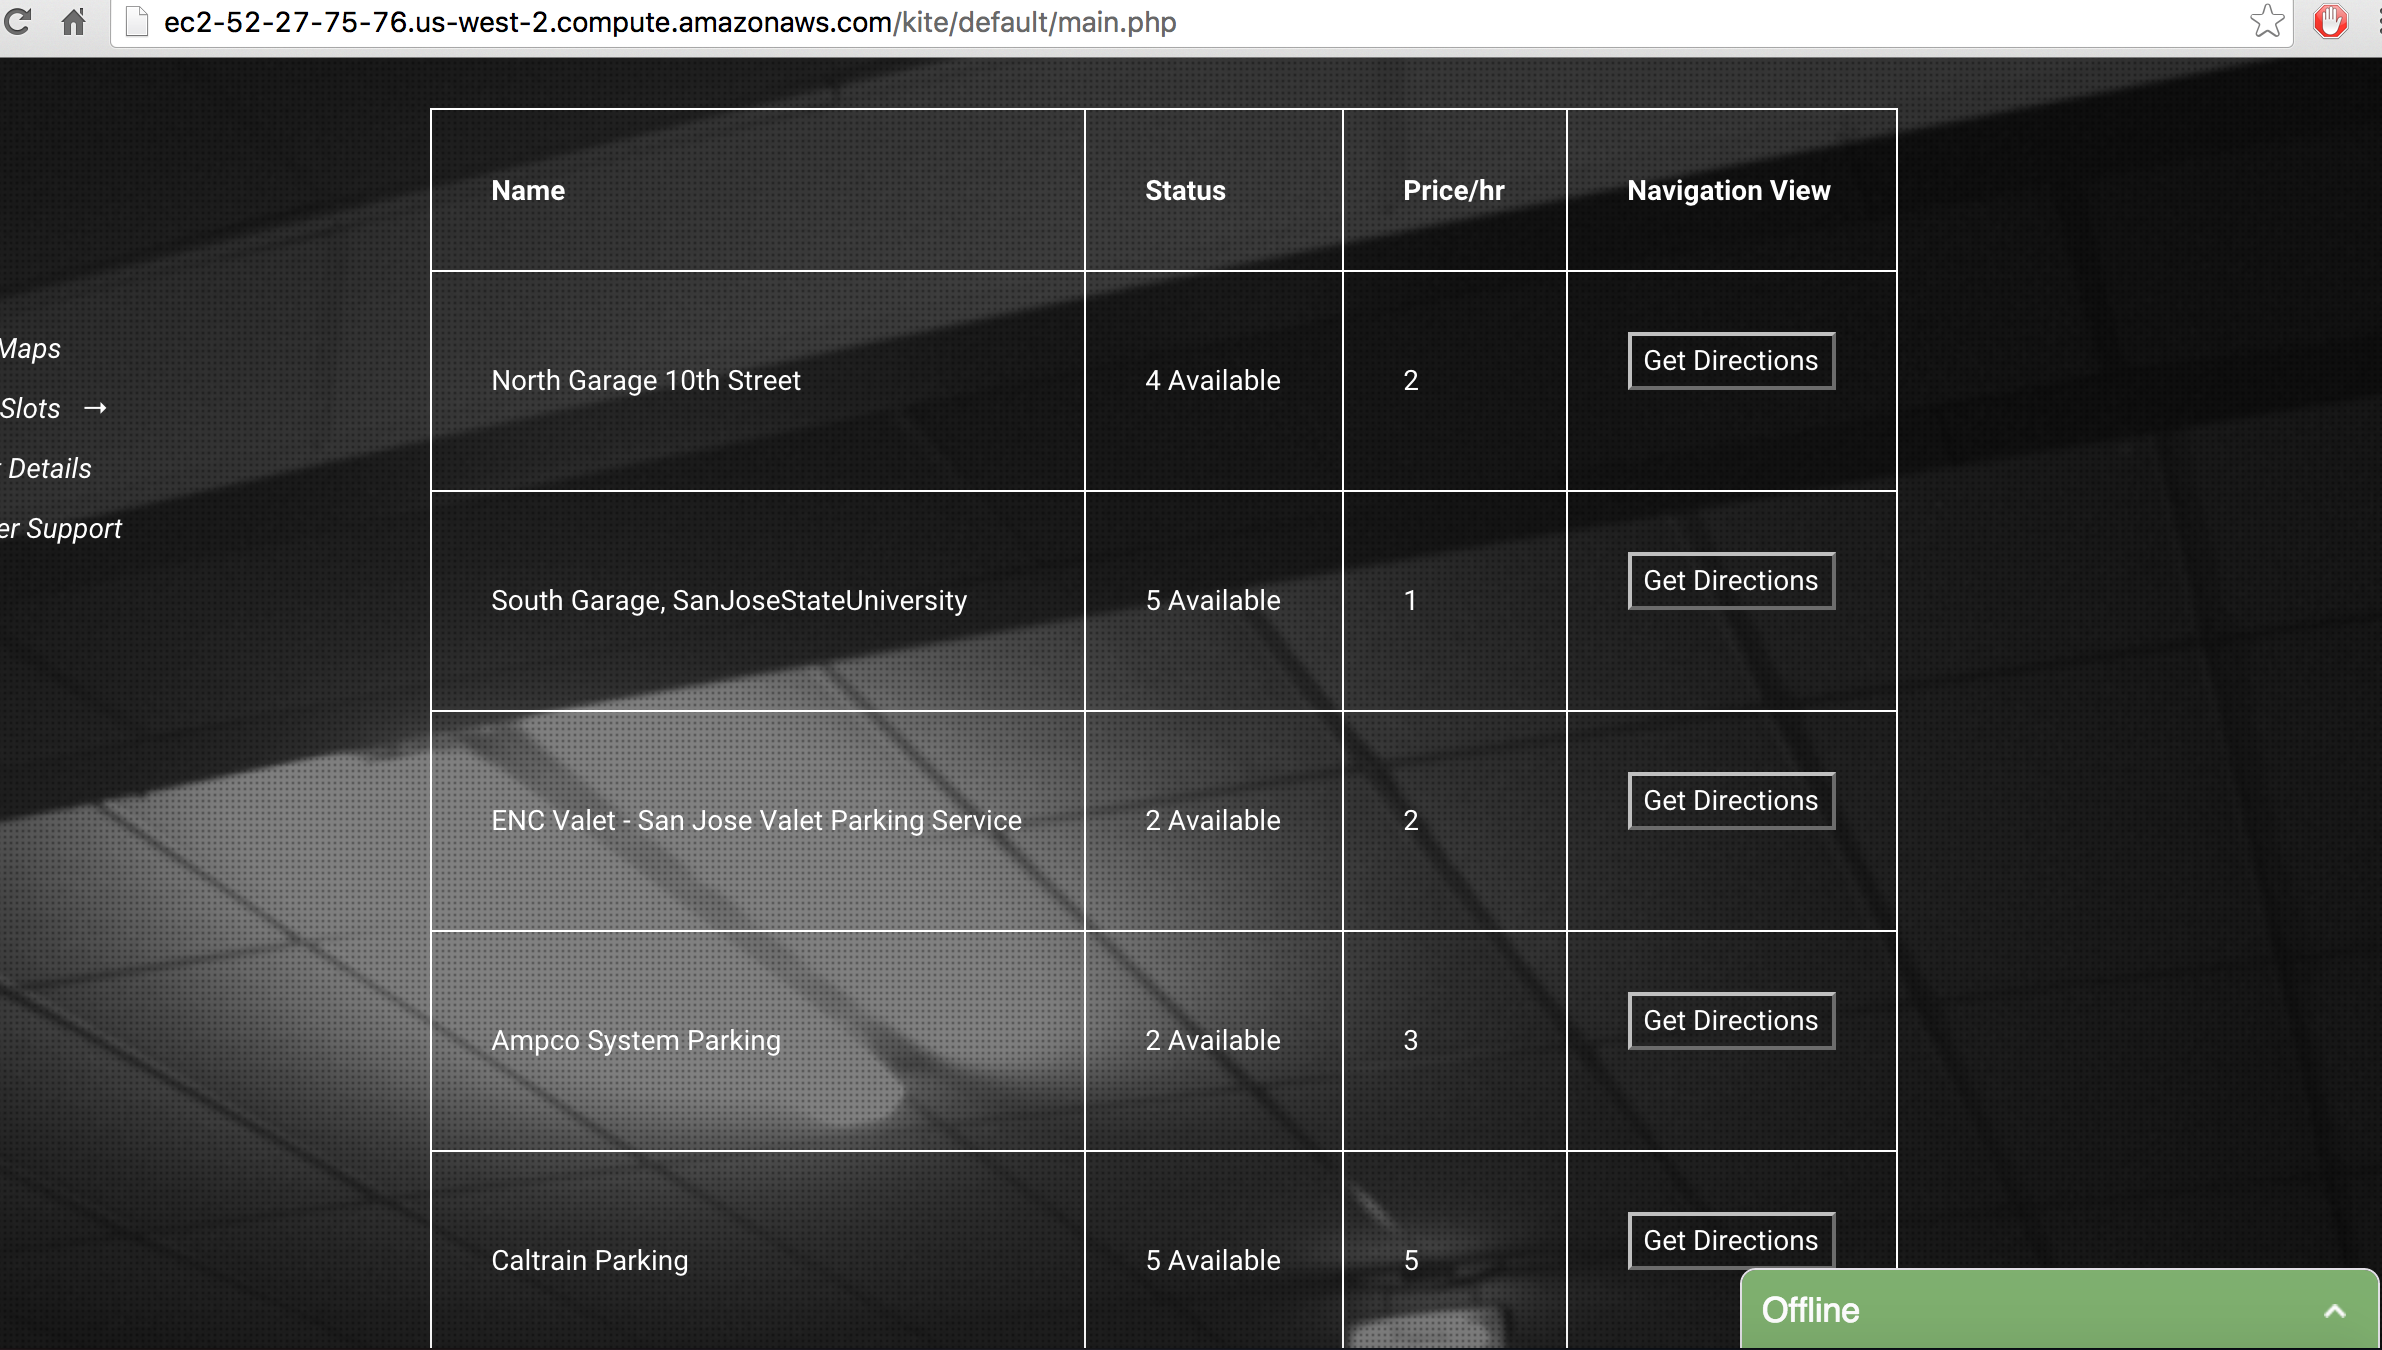 ec2-52-27-75-76.us-west-2.compute.amazonaws.com/kite/default/main.php
Name Status Price/hr Navigation View
Maps
North Garage 10th Street 4 Available 2 Get Directions
Slots →
Details
er Support
South Garage, SanJoseStateUniversity 5 Available 1 Get Directions
ENC Valet - San Jose Valet Parking Service 2 Available 2 Get Directions
Ampco System Parking 2 Available 3 Get Directions
Caltrain Parking 5 Available 5 Get Directions
Offline